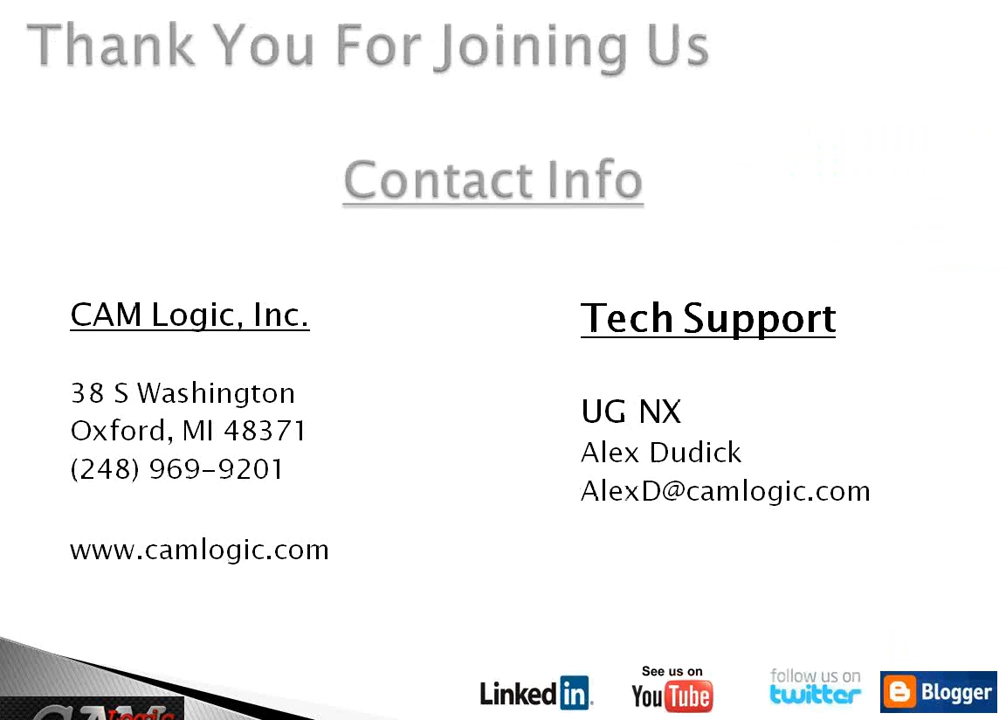 Thank You For Joining Us
Contact Info
CAM Logic, Inc.
38 S Washington
Oxford, MI 48371
(248) 969-9201
www.camlogic.com
Tech Support
UG NX
Alex Dudick
AlexD@camlogic.com
Linked in.
See us on
YouTube
follow us on
twitter
Blogger
CAM Logic